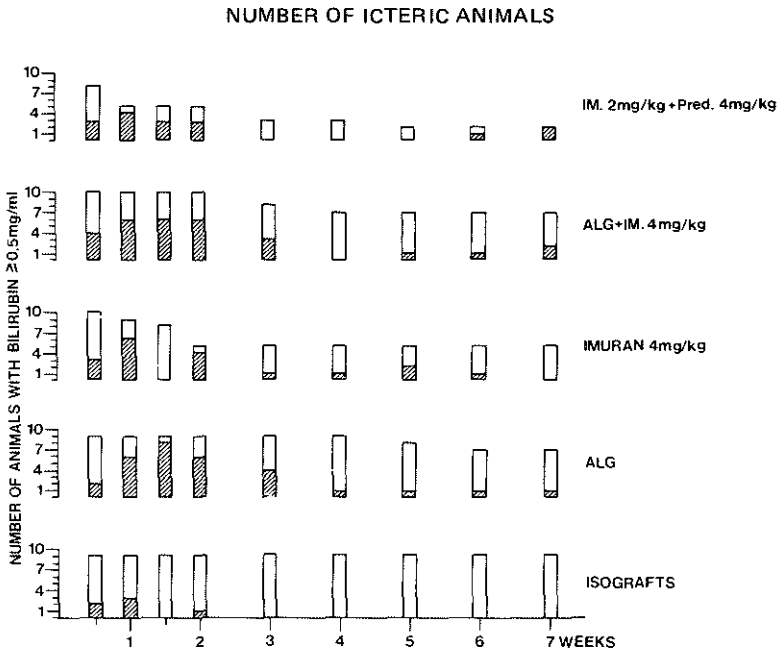 NUMBER OF ICTERIC ANIMALS
NUMBER OF ANIMALS WITH BILIRUBIN ≥0.5mg/ml
10
7
4
1
IM. 2mg/kg+Pred. 4mg/kg
10
7
4
1
ALG+IM. 4mg/kg
10
7
4
1
IMURAN 4mg/kg
10
7
4
1
ALG
10
7
4
1
ISOGRAFTS
1 2 3 4 5 6 7 WEEKS